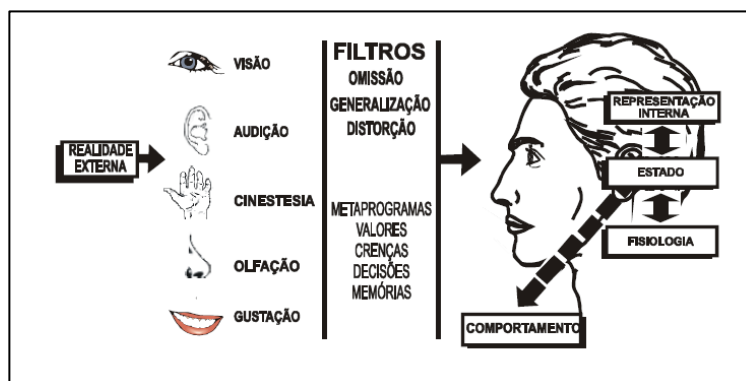 REALIDADE
EXTERNA
VISÃO
AUDIÇÃO
CINESTESIA
OLFAÇÃO
GUSTAÇÃO
FILTROS
OMISSÃO
GENERALIZAÇÃO
DISTORÇÃO
METAPROGRAMAS
VALORES
CRENÇAS
DECISÕES
MEMÓRIAS
REPRESENTAÇÃO
INTERNA
ESTADO
FISIOLOGIA
COMPORTAMENTO